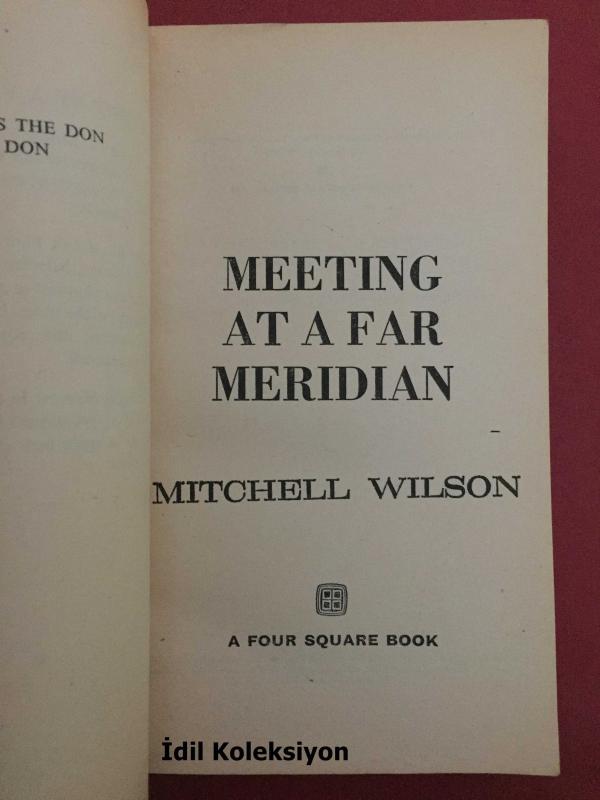 S THE DON
DON
MEETING
AT A FAR
MERIDIAN
MITCHELL WILSON
A FOUR SQUARE BOOK
İdil Koleksiyon